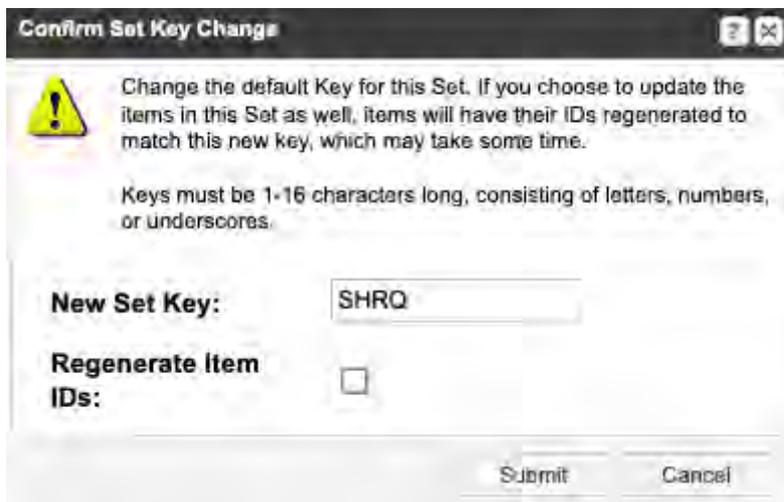 Confirm Set Key Change
Change the default Key for this Set. If you choose to update the
items in this Set as well, items will have their IDs regenerated to
match this new key, which may take some time.
Keys must be 1-16 characters long, consisting of letters, numbers,
or underscores.
New Set Key: SHRQ
Regenerate Item
IDs:
Submit Cancel